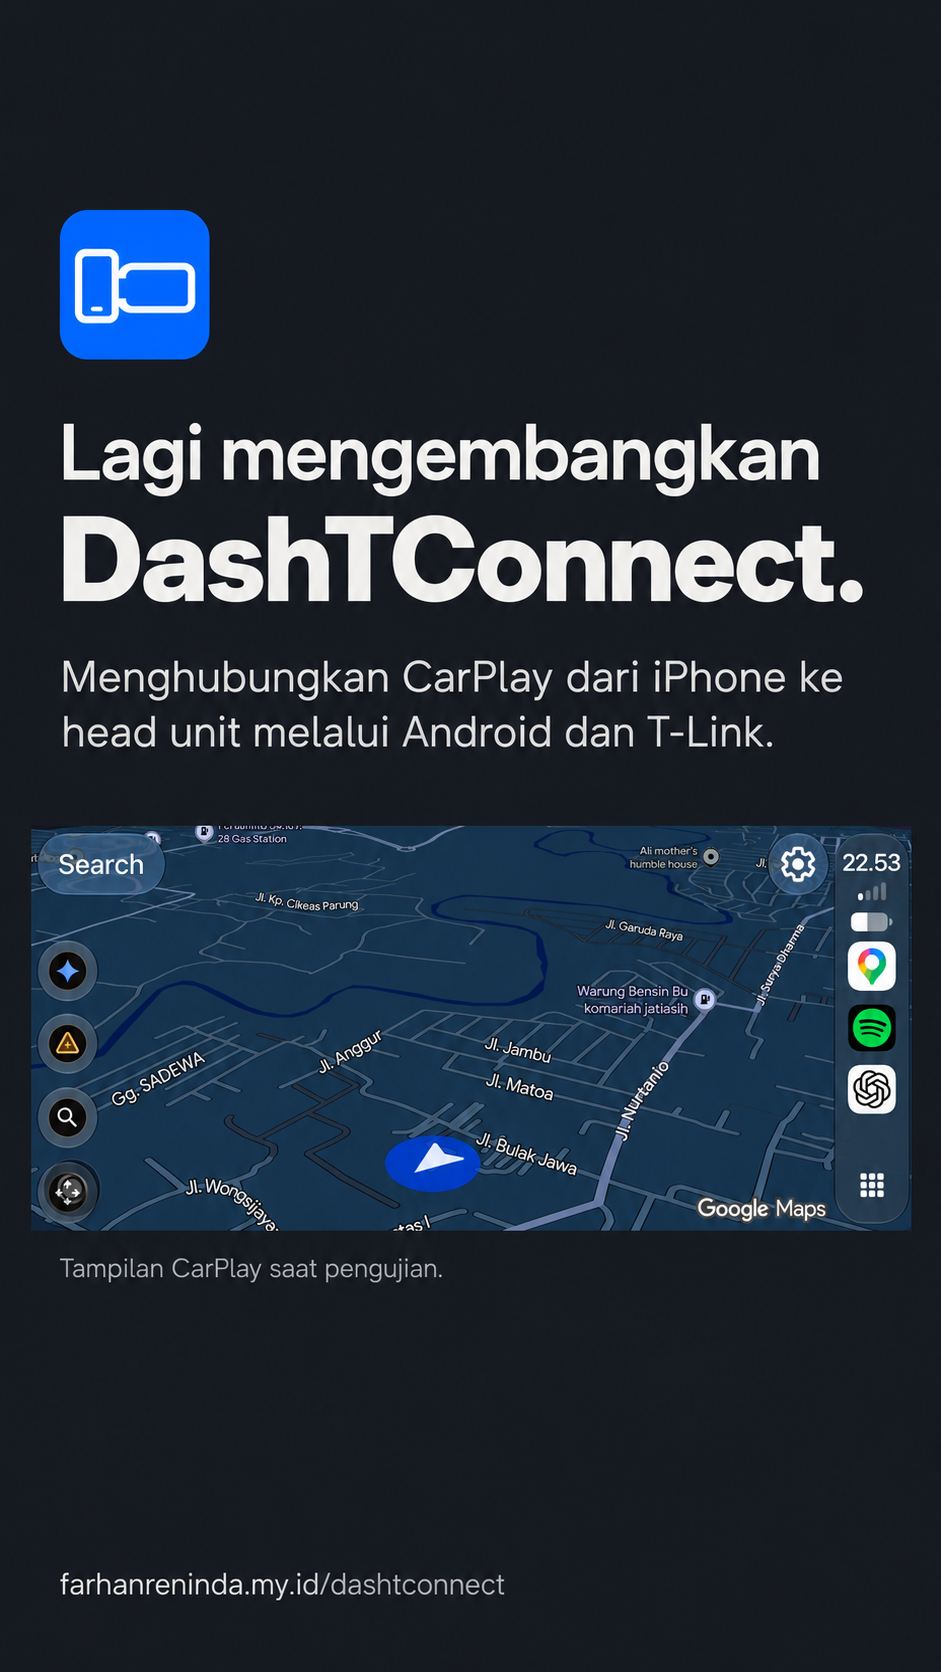 Lagi mengembangkan
DashTConnect.
Menghubungkan CarPlay dari iPhone ke
head unit melalui Android dan T-Link.
28 Gas Station
Search
Ali mother's
humble house
Jl.
22.53
Jl. Kp. Cikeas Parung
Jl. Garuda Raya
Jl. Surya Dharma
Warung Bensin Bu
komariah jatiasih
Jl. Anggur
Jl. Jambu
Gg. SADEWA
Jl. Matoa
Jl. Nurtanio
Jl. Bulak Jawa
Jl. Wongsijaya
Google Maps
Tampilan CarPlay saat pengujian.
farhanreninda.my.id/dashtconnect